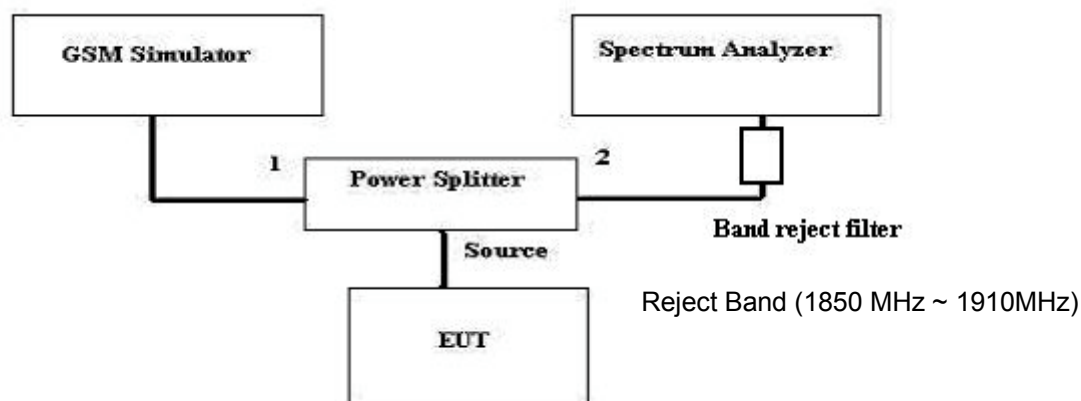 GSM Simulator
Spectrum Analyzer
1
2
Power Splitter
Band reject filter
Source
Reject Band (1850 MHz ~ 1910MHz)
EUT